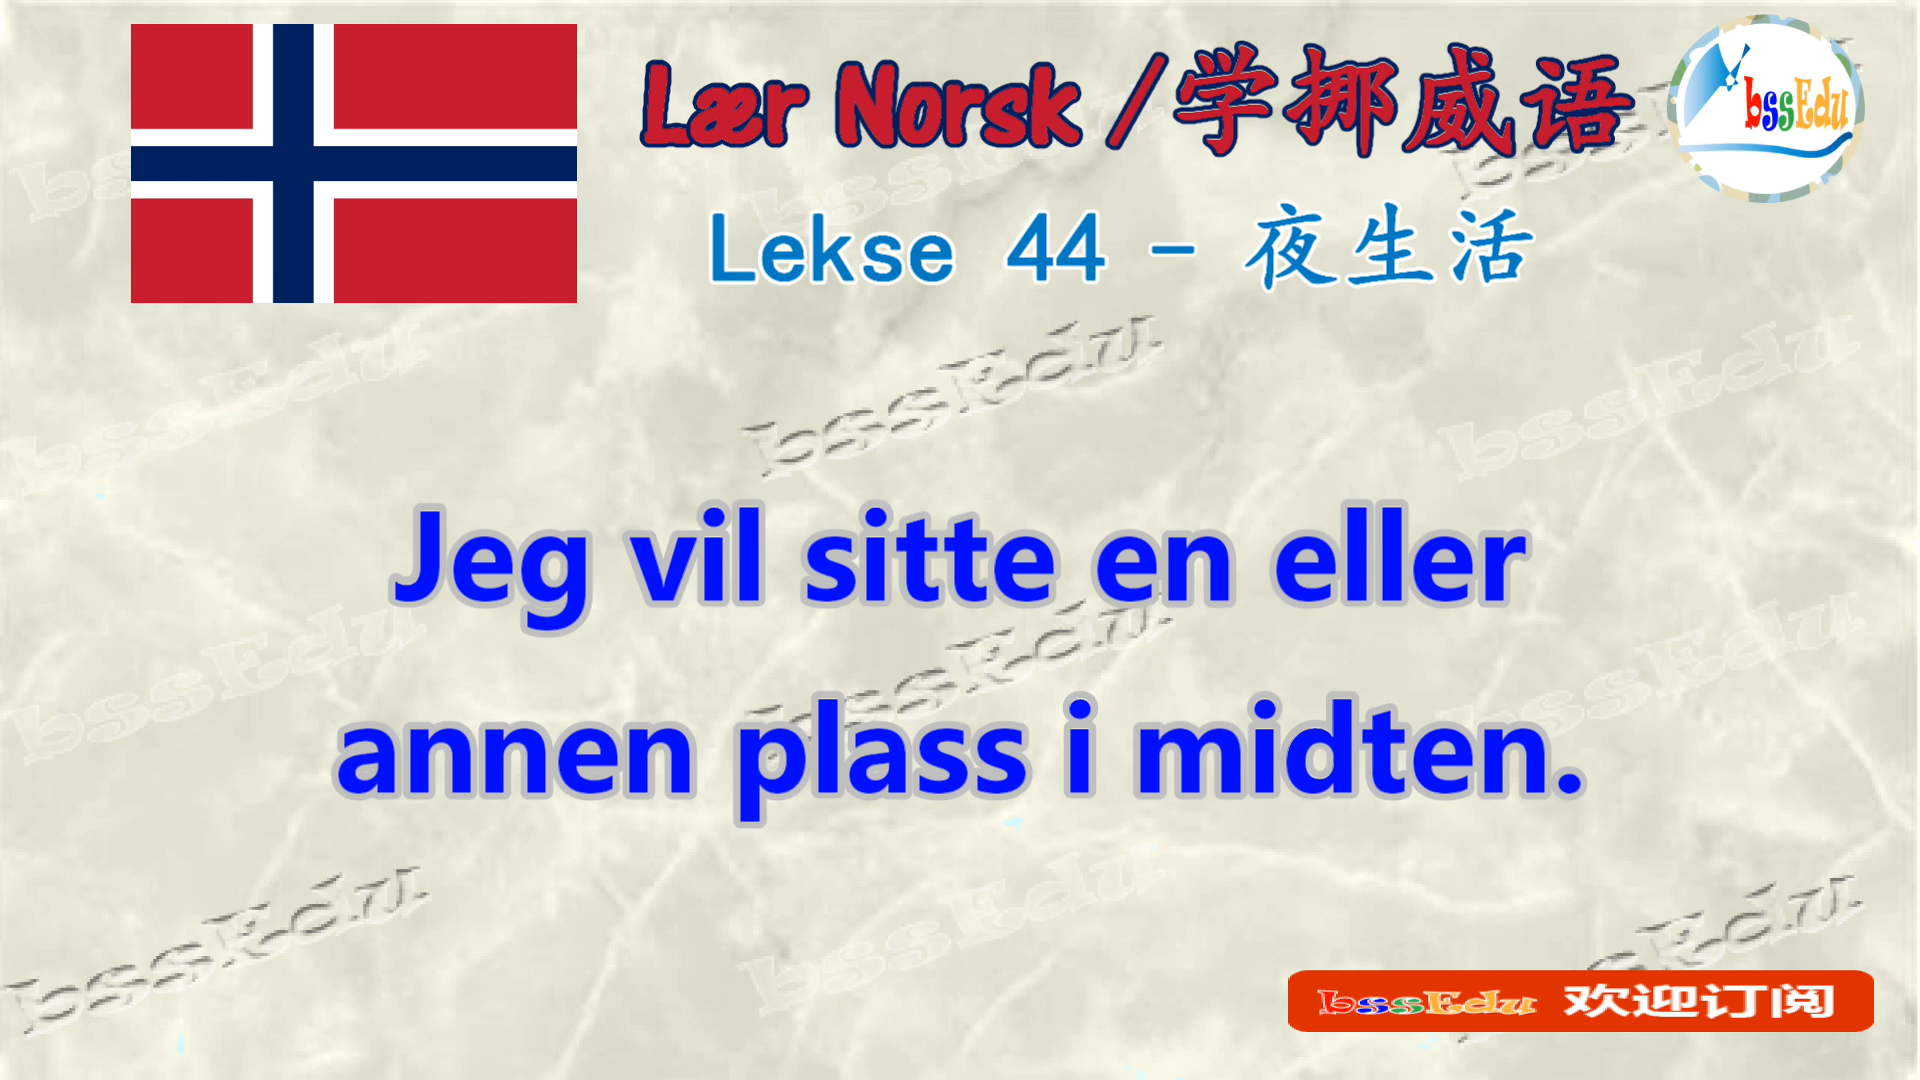 Lær Norsk /学挪威语
bssEdu
Lekse 44 - 夜生活
Jeg vil sitte en eller
annen plass i midten.
bssEdu 欢迎订阅